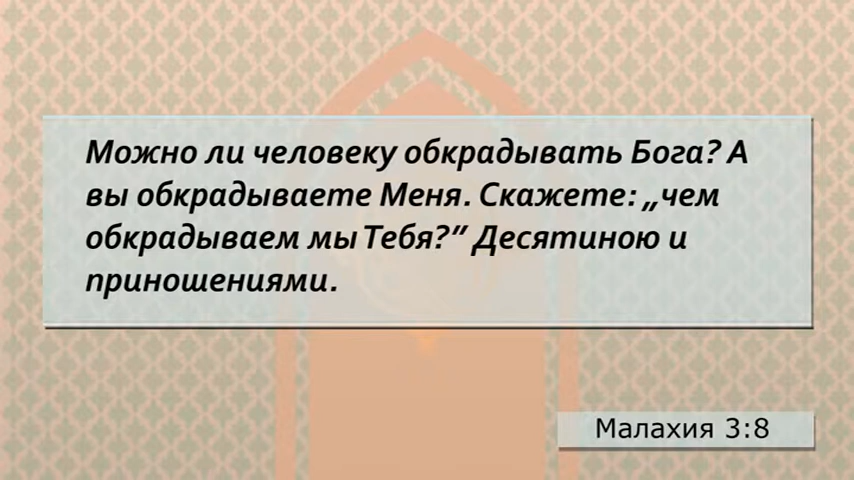 Можно ли человеку обкрадывать Бога? А
вы обкрадываете Меня. Скажете: „чем
обкрадываем мы Тебя?” Десятиною и
приношениями.
Малахия 3:8